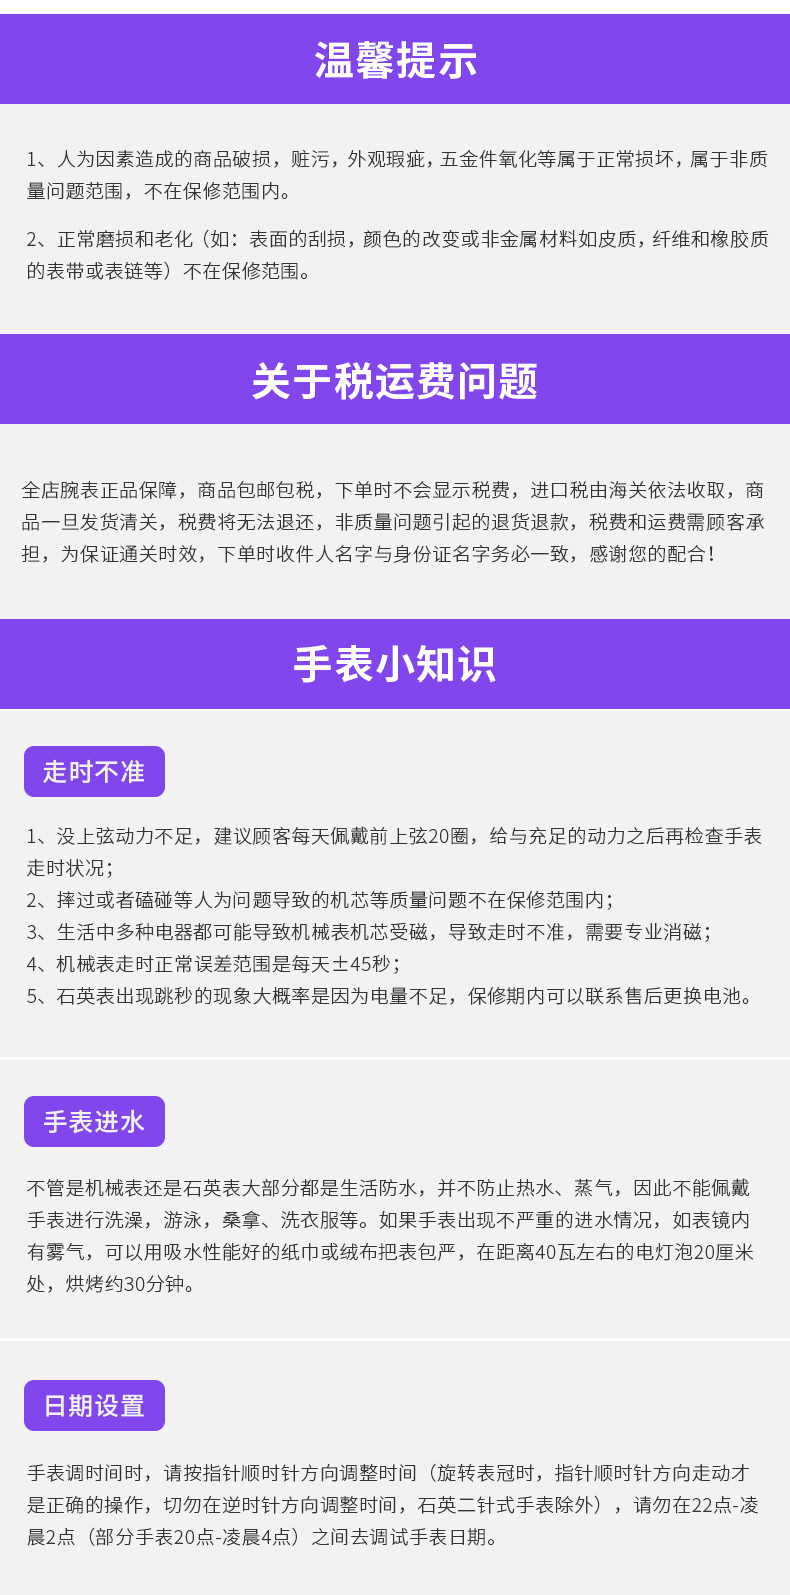 温馨提示
1、人为因素造成的商品破损，赃污，外观瑕疵，五金件氧化等属于正常损坏，属于非质
量问题范围，不在保修范围内。
2、正常磨损和老化（如：表面的刮损，颜色的改变或非金属材料如皮质，纤维和橡胶质
的表带或表链等）不在保修范围。
关于税运费问题
全店腕表正品保障，商品包邮包税，下单时不会显示税费，进口税由海关依法收取，商
品一旦发货清关，税费将无法退还，非质量问题引起的退货退款，税费和运费需顾客承
担，为保证通关时效，下单时收件人名字与身份证名字务必一致，感谢您的配合！
手表小知识
走时不准
1、没上弦动力不足，建议顾客每天佩戴前上弦20圈，给与充足的动力之后再检查手表
走时状况；
2、摔过或者磕碰等人为问题导致的机芯等质量问题不在保修范围内；
3、生活中多种电器都可能导致机械表机芯受磁，导致走时不准，需要专业消磁；
4、机械表走时正常误差范围是每天±45秒；
5、石英表出现跳秒的现象大概率是因为电量不足，保修期内可以联系售后更换电池。
手表进水
不管是机械表还是石英表大部分都是生活防水，并不防止热水、蒸气，因此不能佩戴
手表进行洗澡，游泳，桑拿、洗衣服等。如果手表出现不严重的进水情况，如表镜内
有雾气，可以用吸水性能好的纸巾或绒布把表包严，在距离40瓦左右的电灯泡20厘米
处，烘烤约30分钟。
日期设置
手表调时间时，请按指针顺时针方向调整时间（旋转表冠时，指针顺时针方向走动才
是正确的操作，切勿在逆时针方向调整时间，石英二针式手表除外），请勿在22点-凌
晨2点（部分手表20点-凌晨4点）之间去调试手表日期。